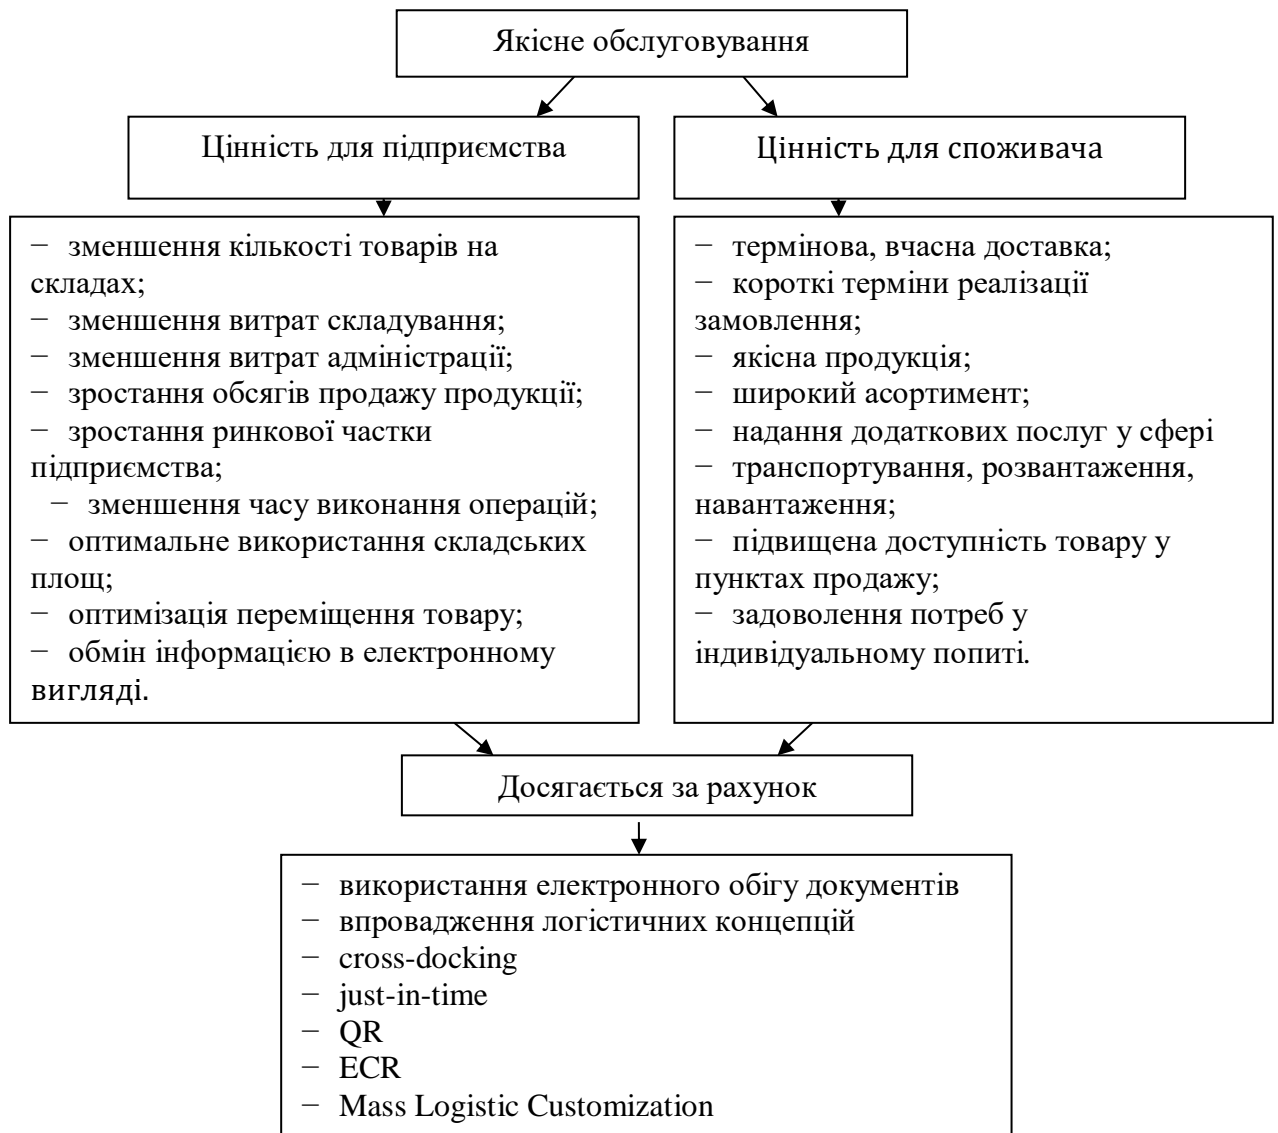 Якісне обслуговування
Цінність для підприємства
Цінність для споживача
− зменшення кількості товарів на
складах;
− зменшення витрат складування;
− зменшення витрат адміністрації;
− зростання обсягів продажу продукції;
− зростання ринкової частки
підприємства;
− зменшення часу виконання операцій;
− оптимальне використання складських
площ;
− оптимізація переміщення товару;
− обмін інформацією в електронному
вигляді.
− термінова, вчасна доставка;
− короткі терміни реалізації
замовлення;
− якісна продукція;
− широкий асортимент;
− надання додаткових послуг у сфері
− транспортування, розвантаження,
навантаження;
− підвищена доступність товару у
пунктах продажу;
− задоволення потреб у
індивідуальному попиті.
Досягається за рахунок
− використання електронного обігу документів
− впровадження логістичних концепцій
− cross-docking
− just-in-time
− QR
− ECR
− Mass Logistic Customization